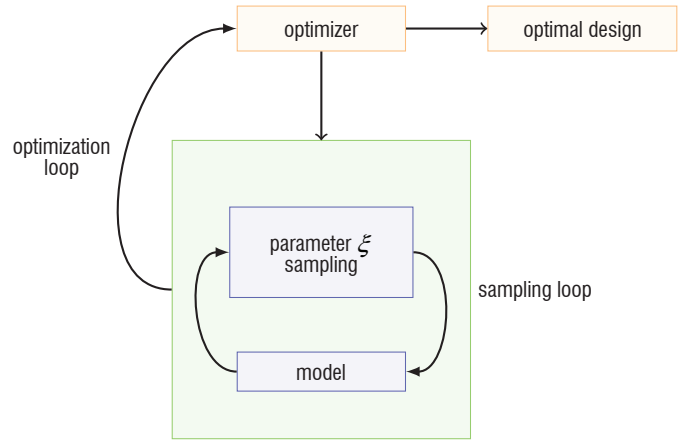 optimizer
optimal design
optimization
loop
parameter ξ
sampling
sampling loop
model